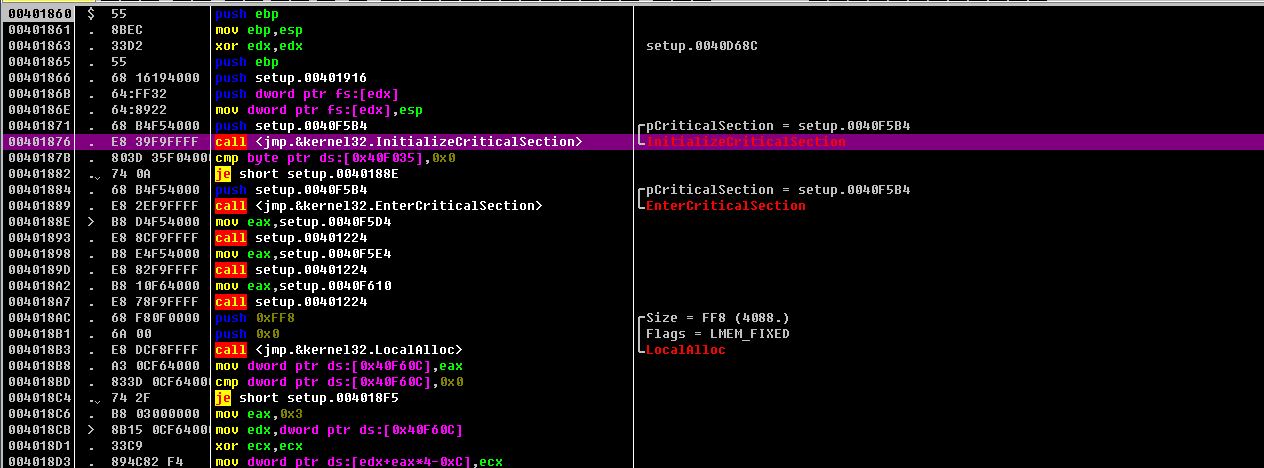 00401860 $ 55 push ebp
00401861 . 8BEC mov ebp,esp
00401863 . 33D2 xor edx,edx setup.0040D68C
00401865 . 55 push ebp
00401866 . 68 16194000 push setup.00401916
0040186B . 64:FF32 push dword ptr fs:[edx]
0040186E . 64:8922 mov dword ptr fs:[edx],esp
00401871 . 68 B4F54000 push setup.0040F5B4 pCriticalSection = setup.0040F5B4
00401876 . E8 39F9FFFF call <jmp.&kernel32.InitializeCriticalSection> InitializeCriticalSection
0040187B . 803D 35F0400 cmp byte ptr ds:[0x40F035],0x0
00401882 . 74 0A je short setup.0040188E
00401884 . 68 B4F54000 push setup.0040F5B4 pCriticalSection = setup.0040F5B4
00401889 . E8 2EF9FFFF call <jmp.&kernel32.EnterCriticalSection> EnterCriticalSection
0040188E > B8 D4F54000 mov eax,setup.0040F5D4
00401893 . E8 8CF9FFFF call setup.00401224
00401898 . B8 E4F54000 mov eax,setup.0040F5E4
0040189D . E8 82F9FFFF call setup.00401224
004018A2 . B8 10F64000 mov eax,setup.0040F610
004018A7 . E8 78F9FFFF call setup.00401224
004018AC . 68 F80F0000 push 0xFF8 Size = FF8 (4088.)
004018B1 . 6A 00 push 0x0 Flags = LMEM_FIXED
004018B3 . E8 DCF8FFFF call <jmp.&kernel32.LocalAlloc> LocalAlloc
004018B8 . A3 0CF64000 mov dword ptr ds:[0x40F60C],eax
004018BD . 833D 0CF6400 cmp dword ptr ds:[0x40F60C],0x0
004018C4 . 74 2F je short setup.004018F5
004018C6 . B8 03000000 mov eax,0x3
004018CB > 8B15 0CF6400 mov edx,dword ptr ds:[0x40F60C]
004018D1 . 33C9 xor ecx,ecx
004018D3 . 894C82 F4 mov dword ptr ds:[edx+eax*4-0xC],ecx